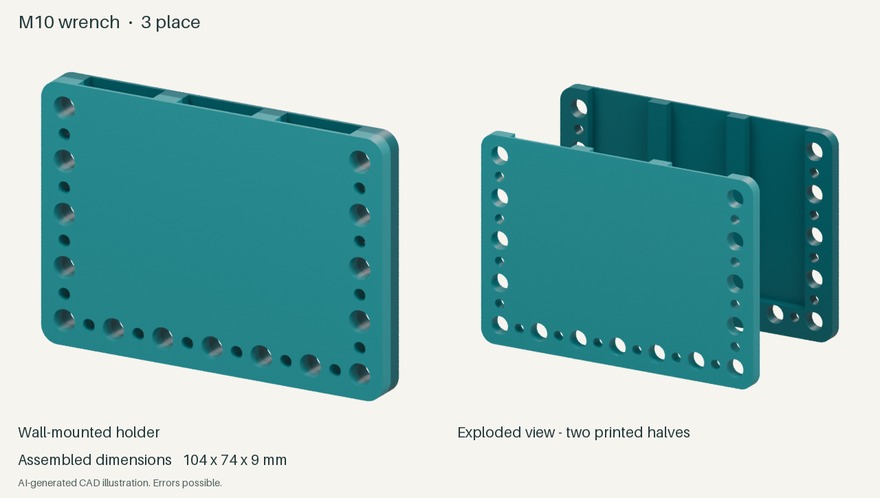 M10 wrench · 3 place
Wall-mounted holder
Exploded view - two printed halves
Assembled dimensions 104 x 74 x 9 mm
AI-generated CAD illustration. Errors possible.